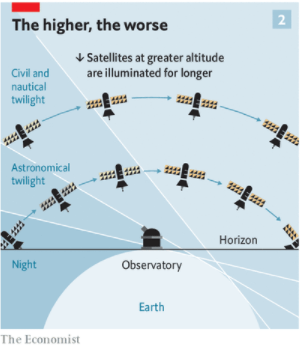 The higher, the worse
2
↓ Satellites at greater altitude
are illuminated for longer
Civil and
nautical
twilight
Astronomical
twilight
Horizon
Night
Observatory
Earth
The Economist